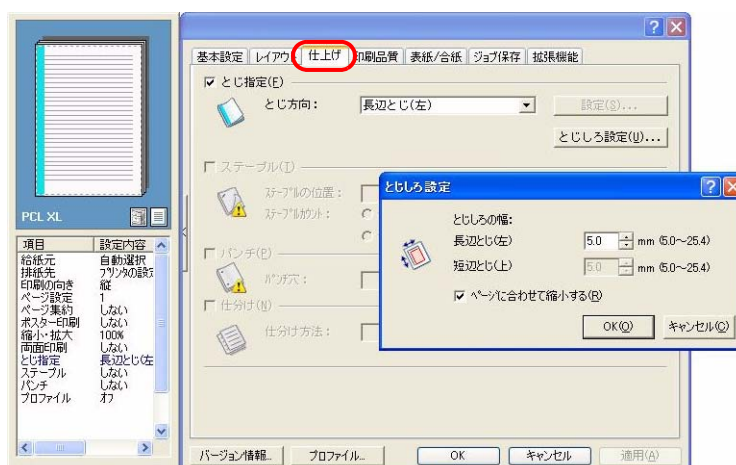 基本設定 レイアウト 仕上げ 印刷品質 表紙/合紙 ジョブ保存 拡張機能
とじ指定(F)
とじ方向: 長辺とじ(左) 設定(S)...
とじしろ設定(U)...
ステープル(T)
ステープルの位置:
ステープルカウント:
パンチ(P)
パンチ穴:
仕分け(N)
仕分け方法:
とじしろ設定
とじしろの幅:
長辺とじ(左) 5.0 mm (5.0~25.4)
短辺とじ(上) 5.0 mm (5.0~25.4)
ページに合わせて縮小する(R)
OK(O) キャンセル(C)
PCL XL
項目 設定内容
給紙元 自動選択
排紙先 プリンタの設定
印刷の向き 縦
ページ設定 1
ページ集約 しない
ポスター印刷 しない
縮小・拡大 100%
両面印刷 しない
とじ指定 長辺とじ(左
ステープル しない
パンチ しない
プロファイル オフ
バージョン情報... プロファイル... OK キャンセル 適用(A)